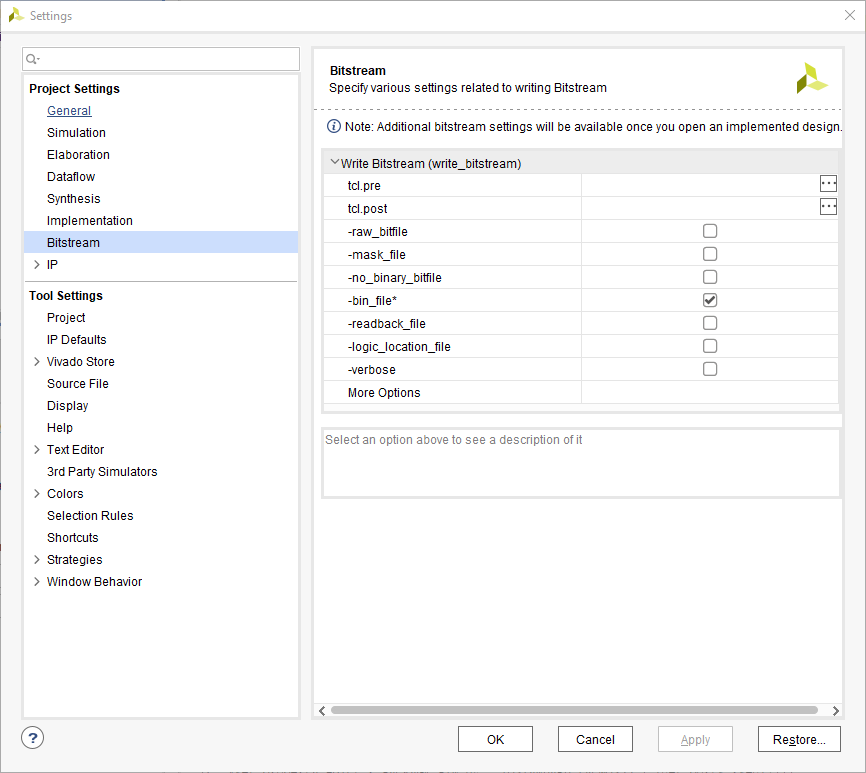 Settings
Project Settings
General
Simulation
Elaboration
Dataflow
Synthesis
Implementation
Bitstream
IP
Tool Settings
Project
IP Defaults
Vivado Store
Source File
Display
Help
Text Editor
3rd Party Simulators
Colors
Selection Rules
Shortcuts
Strategies
Window Behavior
Bitstream
Specify various settings related to writing Bitstream
Note: Additional bitstream settings will be available once you open an implemented design.
Write Bitstream (write_bitstream)
tcl.pre
...
tcl.post
...
-raw_bitfile
-mask_file
-no_binary_bitfile
-bin_file*
-readback_file
-logic_location_file
-verbose
More Options
Select an option above to see a description of it
?
OK
Cancel
Apply
Restore...